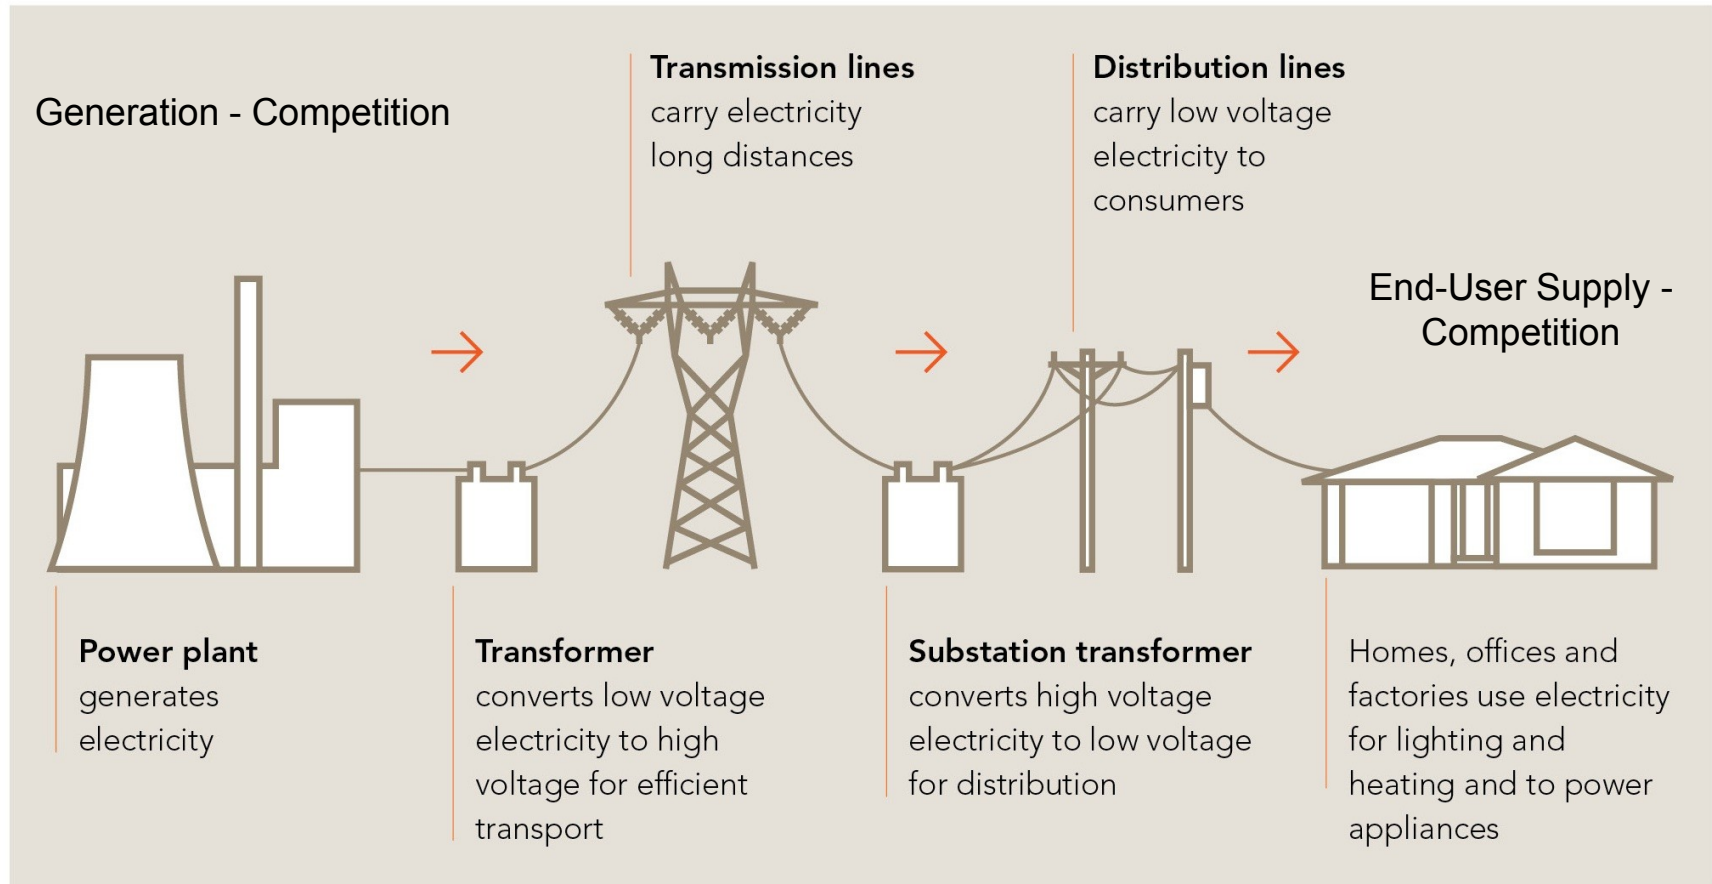 Generation - Competition
Transmission lines
carry electricity
long distances
Distribution lines
carry low voltage
electricity to
consumers
End-User Supply -
Competition
Power plant
generates
electricity
Transformer
converts low voltage
electricity to high
voltage for efficient
transport
Substation transformer
converts high voltage
electricity to low voltage
for distribution
Homes, offices and
factories use electricity
for lighting and
heating and to power
appliances